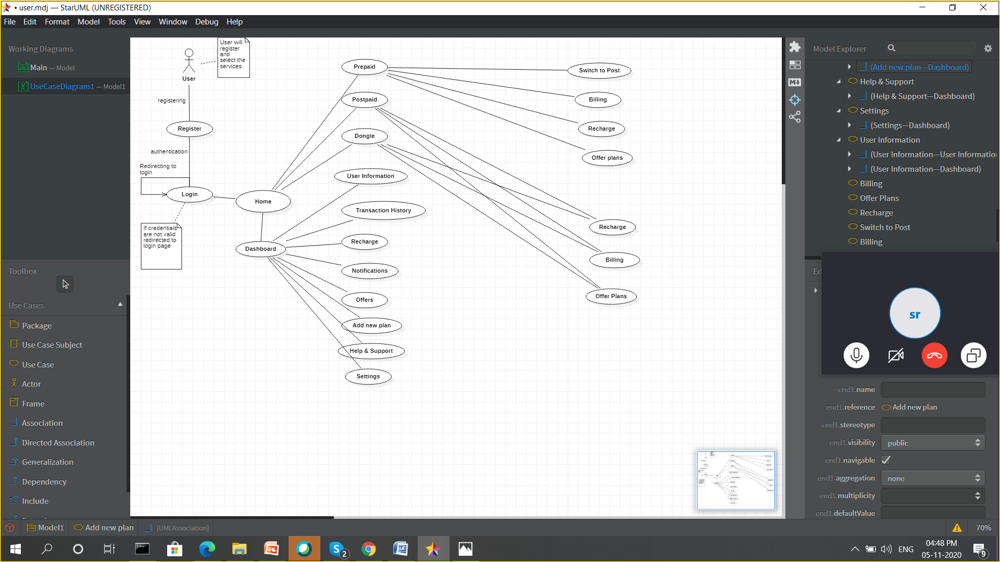 • user.mdj — StarUML (UNREGISTERED)
File Edit Format Model Tools View Window Debug Help
Working Diagrams
Main — Model
UseCaseDiagram1 — Model1
Toolbox
Use Cases
Package
Use Case Subject
Use Case
Actor
Frame
Association
Directed Association
Generalization
Dependency
Include
User will
register
and
select the
services
User
registering
Register
authentication
Redirecting to
login
Login
If credentials
are not valid
redirected to
login page
Home
Dashboard
Prepaid
Postpaid
Dongle
User Information
Transaction History
Recharge
Notifications
Offers
Add new plan
Help & Support
Settings
Switch to Post
Billing
Recharge
Offer plans
Recharge
Billing
Offer Plans
Model Explorer
(Add new plan—Dashboard)
Help & Support
(Help & Support—Dashboard)
Settings
(Settings—Dashboard)
User Information
(User Information—User Informatio
(User Information—Dashboard)
Billing
Offer Plans
Recharge
Switch to Post
Billing
Ed
sr
end1.name
end1.reference Add new plan
end1.stereotype
end1.visibility public
end1.navigable
end1.aggregation none
end1.multiplicity
end1.defaultValue
Model1 Add new plan [UMLAssociation]
70%
2
ENG
04:48 PM
05-11-2020
9